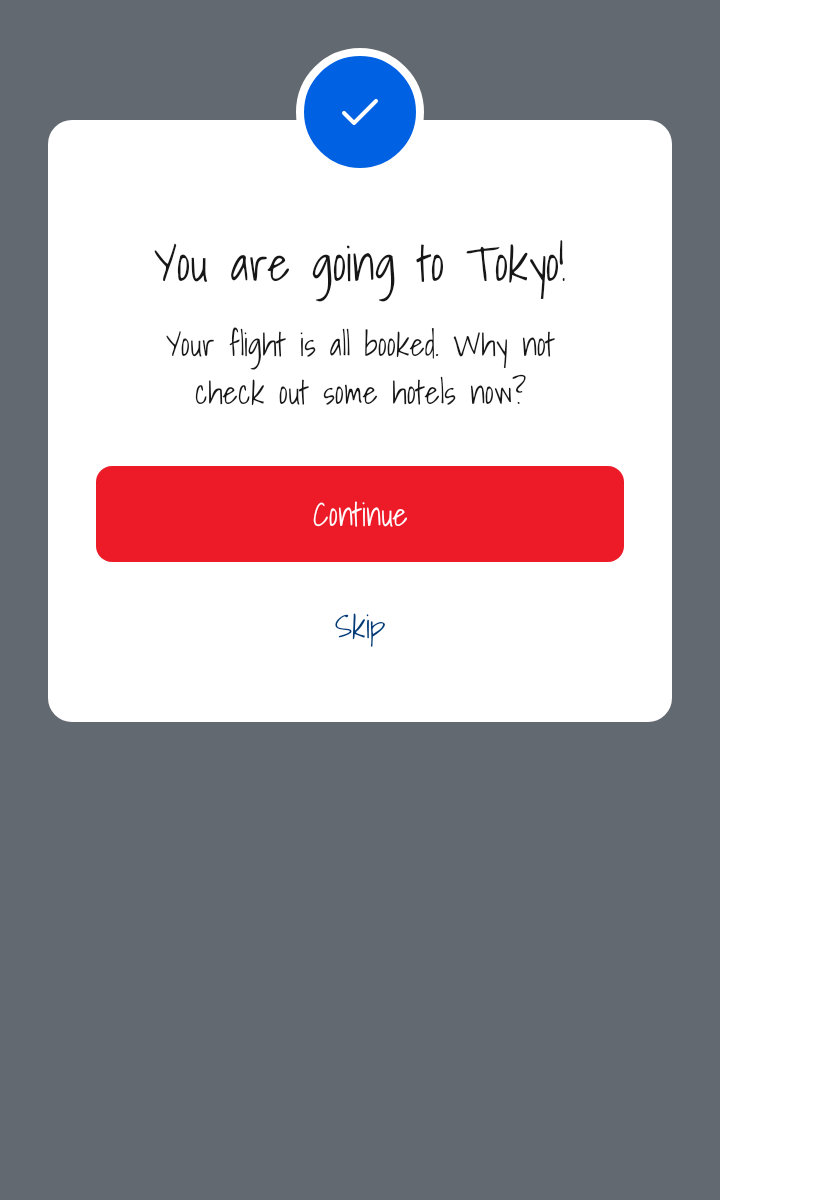 You are going to Tokyo!
Your flight is all booked. Why not
check out some hotels now?
Continue
Skip